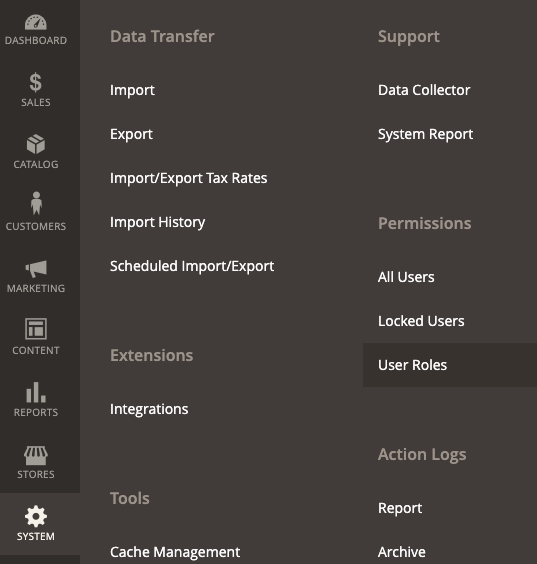 DASHBOARD
$
SALES
CATALOG
CUSTOMERS
MARKETING
CONTENT
REPORTS
STORES
SYSTEM
Data Transfer
Import
Export
Import/Export Tax Rates
Import History
Scheduled Import/Export
Extensions
Integrations
Tools
Cache Management
Support
Data Collector
System Report
Permissions
All Users
Locked Users
User Roles
Action Logs
Report
Archive